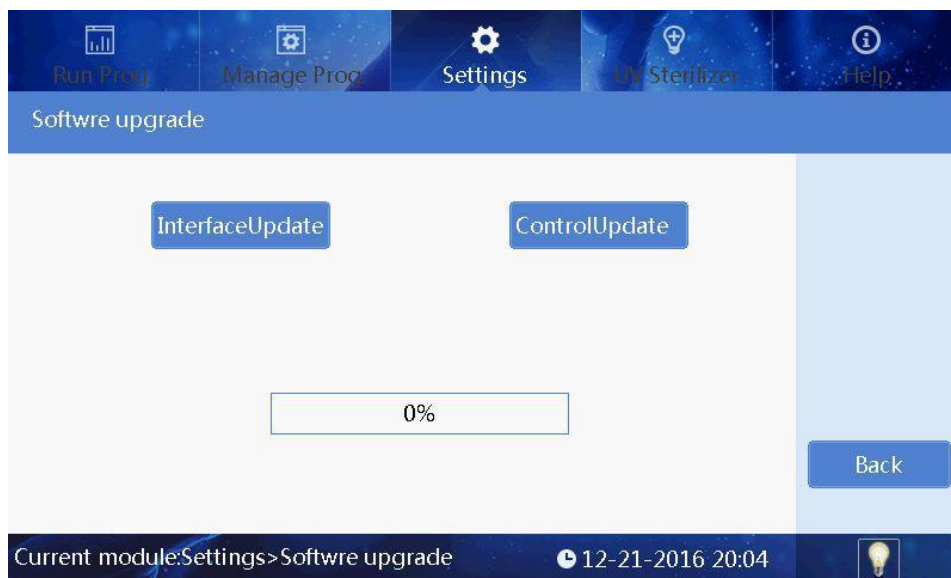 Run Prog. Manage Prog. Settings UV Sterilizer Help
Softwre upgrade
InterfaceUpdate ControlUpdate
0%
Back
Current module:Settings>Softwre upgrade 12-21-2016 20:04